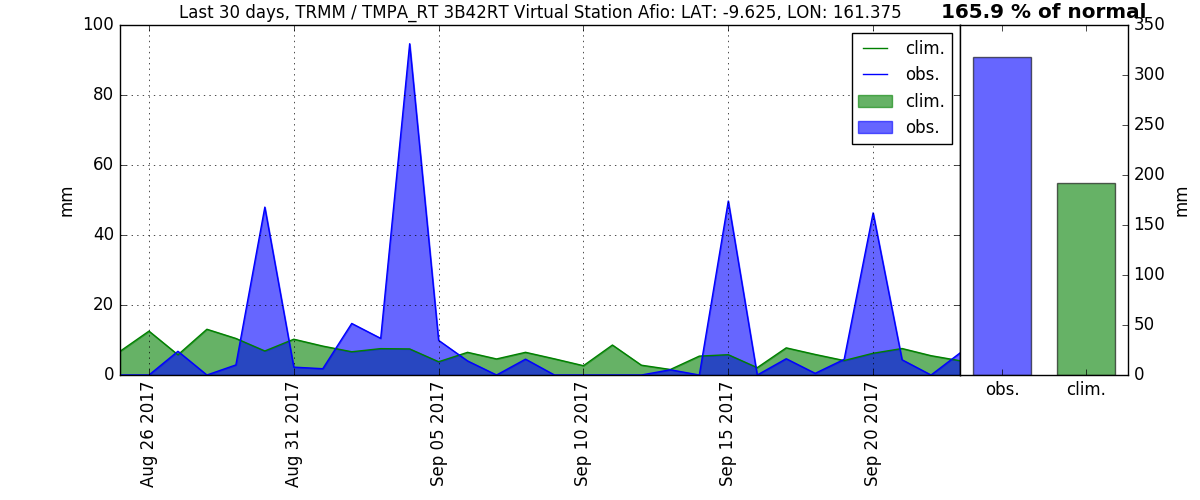 Last 30 days, TRMM / TMPA_RT 3B42RT Virtual Station Afio: LAT: -9.625, LON: 161.375
165.9 % of normal
100
80
60
40
20
0
mm
clim.
obs.
clim.
obs.
Aug 26 2017
Aug 31 2017
Sep 05 2017
Sep 10 2017
Sep 15 2017
Sep 20 2017
350
300
250
200
150
100
50
0
mm
obs.
clim.